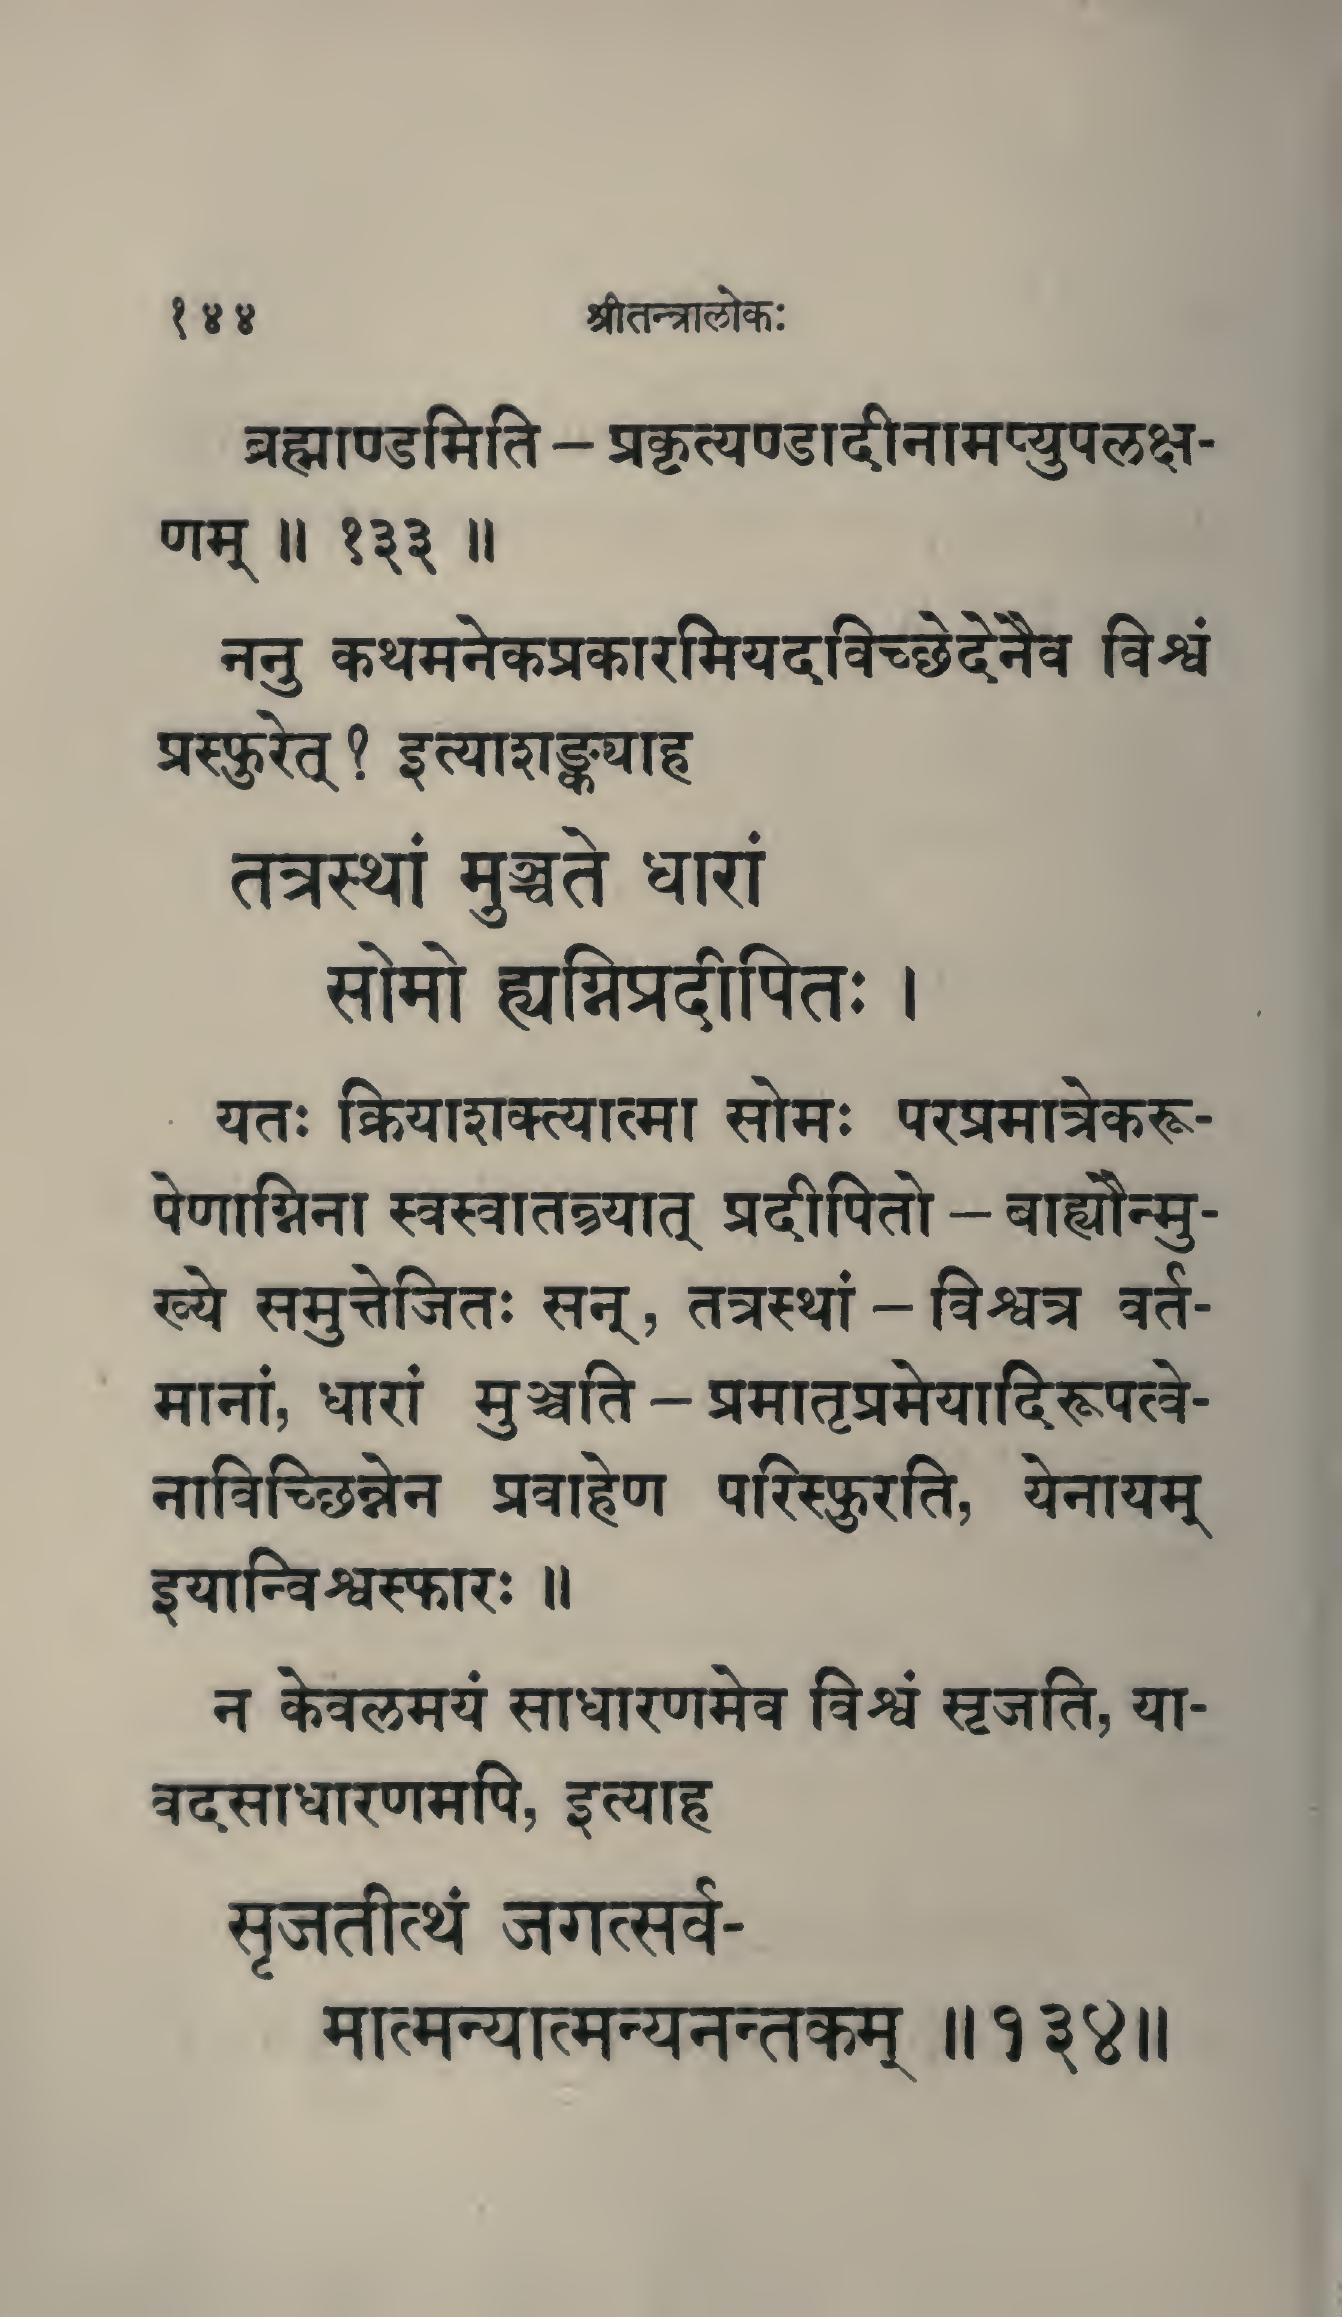 १४४ श्रीतन्त्रालोकः
ब्रह्माण्डमिति – प्रकृत्यण्डादीनामप्युपलक्ष-
णम् ॥ १३३ ॥
ननु कथमनेकप्रकारमियदविच्छेदेनैव विश्वं
प्रस्फुरेत् ? इत्याशङ्क्याह
तत्रस्थां मुञ्चते धारां
सोमो ह्यग्निप्रदीपितः ।
यतः क्रियाशक्त्यात्मा सोमः परप्रमात्रेकरू-
पेणाग्निना स्वस्वातन्त्र्यात् प्रदीपितो – बाह्यौन्मु-
ख्ये समुत्तेजितः सन्, तत्रस्थां – विश्वत्र वर्त-
मानां, धारां मुञ्चति – प्रमातृप्रमेयादिरूपत्वे-
नाविच्छिन्नेन प्रवाहेण परिस्फुरति, येनायम्
इयान्विश्वस्फारः ॥
न केवलमयं साधारणमेव विश्वं सृजति, या-
वदसाधारणमपि, इत्याह
सृजतीत्थं जगत्सर्व-
मात्मन्यात्मन्यनन्तकम् ॥१३४॥